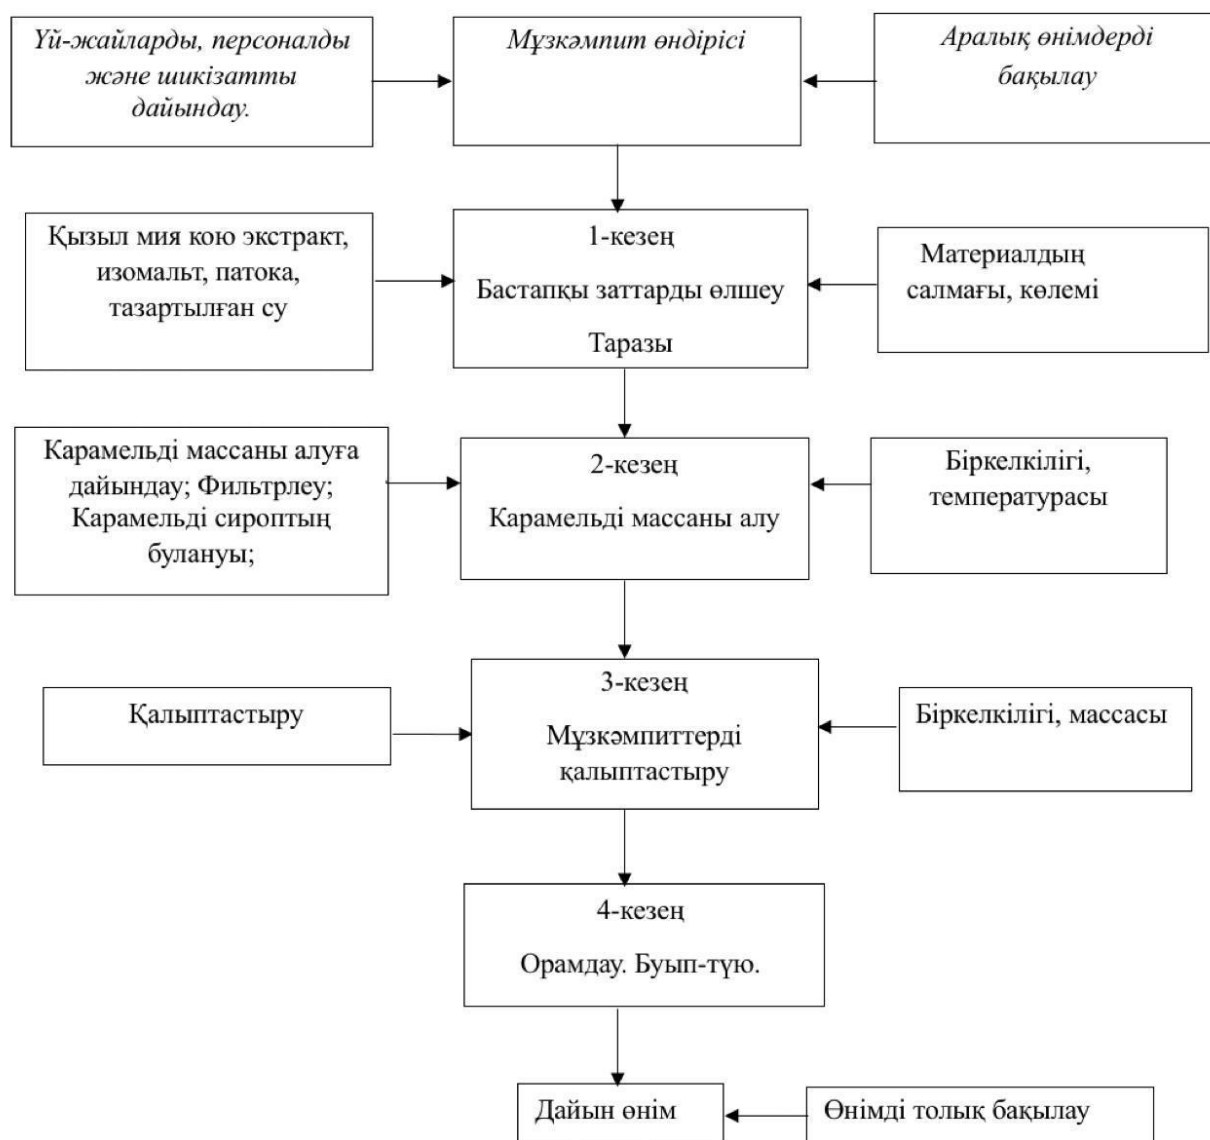 Үй-жайларды, персоналды
және шикізатты
дайындау.
Мұзкәмпит өндірісі
Аралық өнімдерді
бақылау
Қызыл мия кою экстракт,
изомальт, патока,
тазартылған су
1-кезең
Бастапқы заттарды өлшеу
Таразы
Материалдың
салмағы, көлемі
Карамельді массаны алуға
дайындау; Фильтрлеу;
Карамельді сироптың
булануы;
2-кезең
Карамельді массаны алу
Біркелкілігі,
температурасы
Қалыптастыру
3-кезең
Мұзкәмпиттерді
қалыптастыру
Біркелкілігі, массасы
4-кезең
Орамдау. Буып-түю.
Дайын өнім
Өнімді толық бақылау